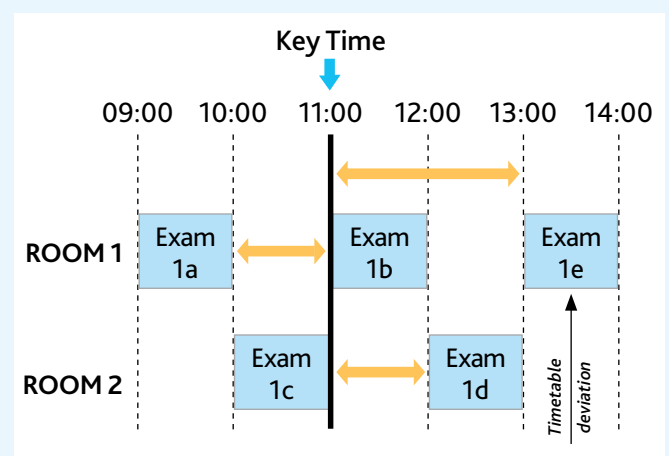 Key Time
09:00 10:00 11:00 12:00 13:00 14:00
ROOM 1
Exam
1a
Exam
1b
Exam
1e
ROOM 2
Exam
1c
Exam
1d
Timetable
deviation